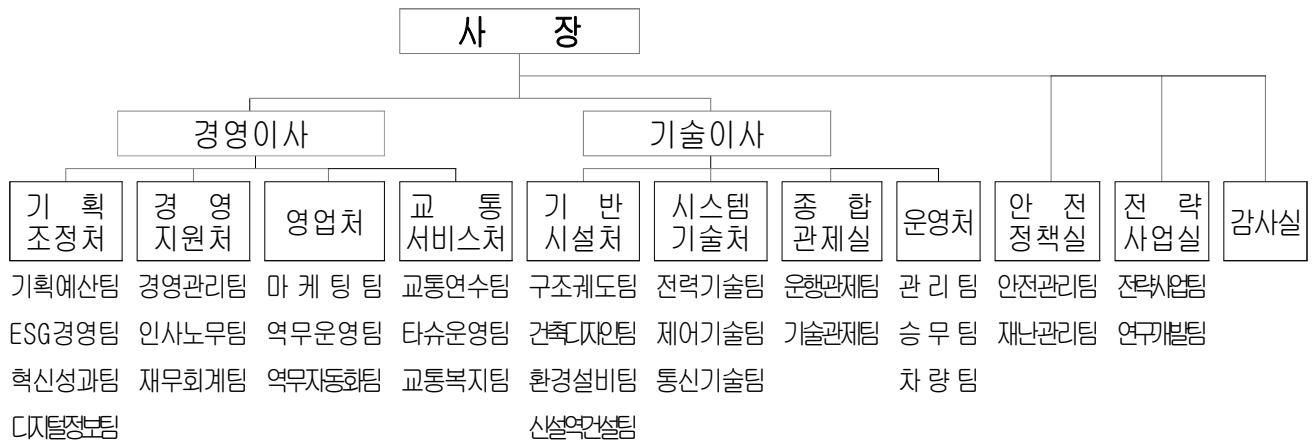 사 장
경영이사 기술이사
기 획 경 영 영업처 교 통 기 반 시스템 종 합 운영처 안 전 전 략 감사실
조정처 지원처 서비스처 시설처 기술처 관제실 정책실 사업실
기획예산팀 경영관리팀 마 케 팅 팀 교통연수팀 구조궤도팀 전력기술팀 운행관제팀 관 리 팀 안전관리팀 전략사업팀
ESG경영팀 인사노무팀 역무운영팀 타슈운영팀 건축디자인팀 제어기술팀 기술관제팀 승 무 팀 재난관리팀 연구개발팀
혁신성과팀 재무회계팀 역무자동화팀 교통복지팀 환경설비팀 통신기술팀 차 량 팀
디지털정보팀 신설역건설팀